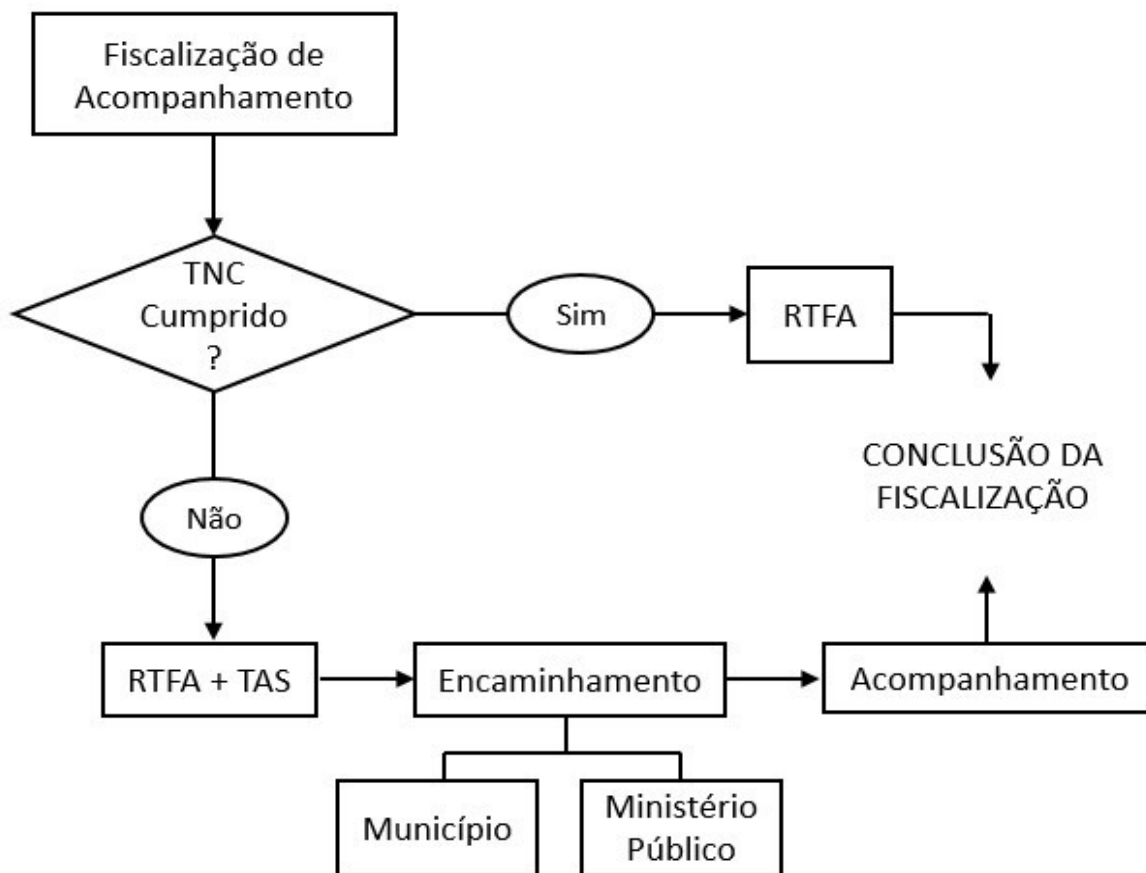 Fiscalização de
Acompanhamento
TNC
Cumprido
?
Sim
RTFA
CONCLUSÃO DA
FISCALIZAÇÃO
Não
RTFA + TAS
Encaminhamento
Acompanhamento
Município
Ministério
Público